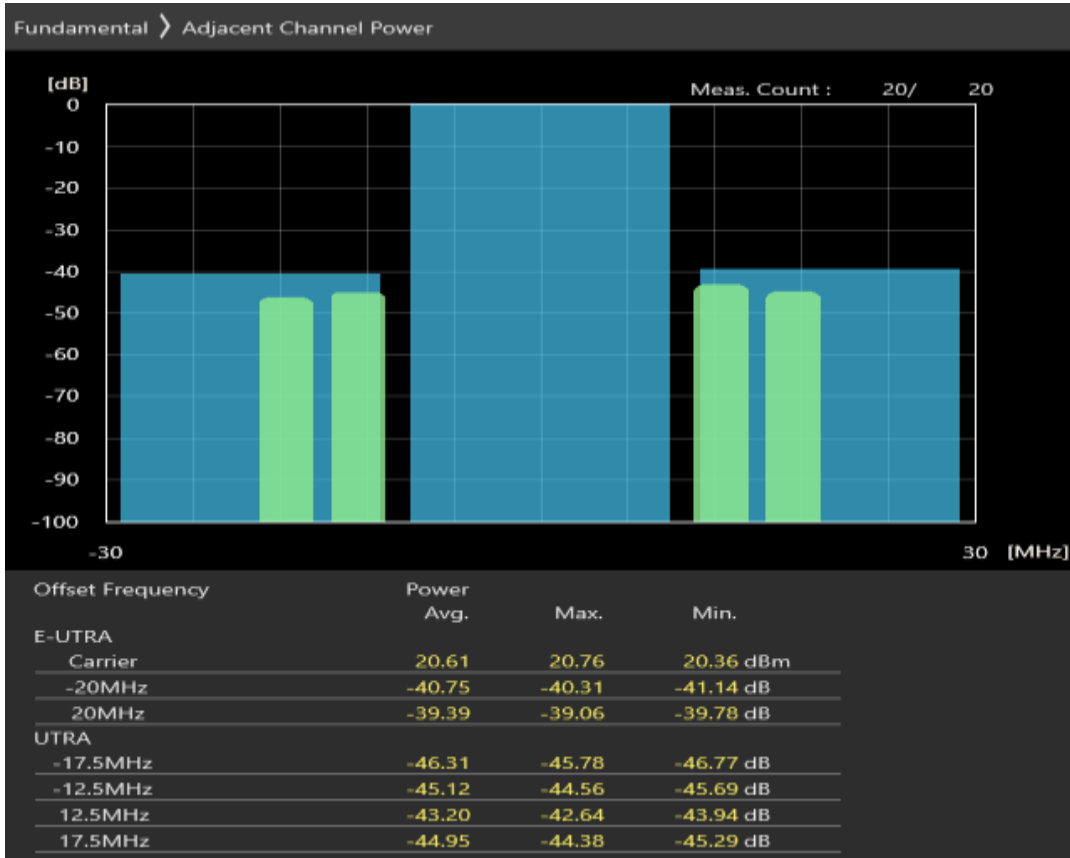 Fundamental 〉 Adjacent Channel Power
[dB]
Meas. Count : 20/ 20
0
-10
-20
-30
-40
-50
-60
-70
-80
-90
-100
-30 30 [MHz]
Offset Frequency Power
Avg. Max. Min.
E-UTRA
Carrier 20.61 20.76 20.36 dBm
-20MHz -40.75 -40.31 -41.14 dB
20MHz -39.39 -39.06 -39.78 dB
UTRA
-17.5MHz -46.31 -45.78 -46.77 dB
-12.5MHz -45.12 -44.56 -45.69 dB
12.5MHz -43.20 -42.64 -43.94 dB
17.5MHz -44.95 -44.38 -45.29 dB